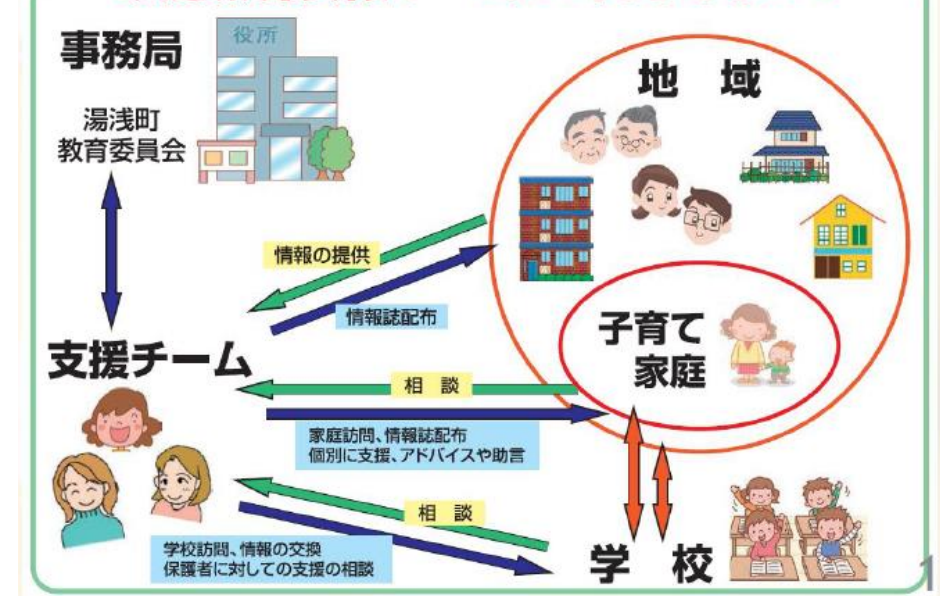 役所
事務局
湯浅町
教育委員会
地 域
情報の提供
情報誌配布
子育て
家庭
支援チーム
相 談
家庭訪問、情報誌配布
個別に支援、アドバイスや助言
相 談
学校訪問、情報の交換
保護者に対しての支援の相談
学 校
1